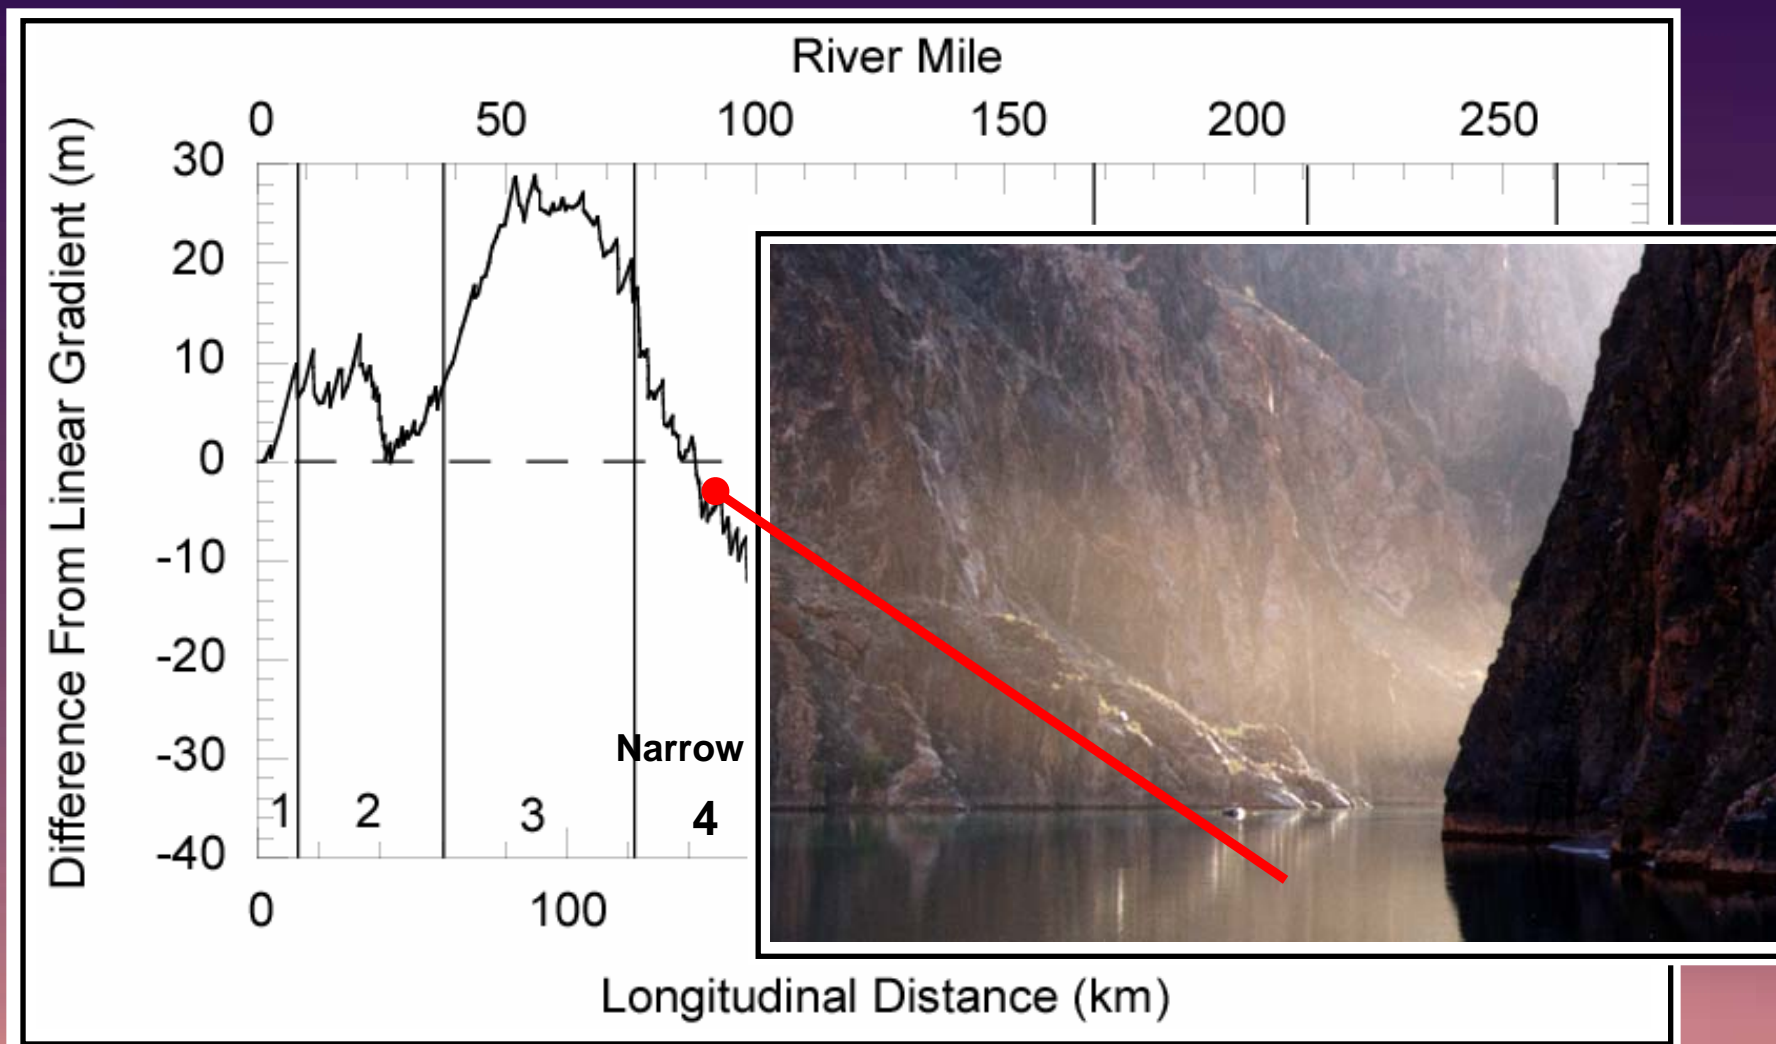 River Mile
0 50 100 150 200 250
Difference From Linear Gradient (m)
30
20
10
0
-10
-20
-30
-40
Narrow
1 2 3 4
0 100
Longitudinal Distance (km)